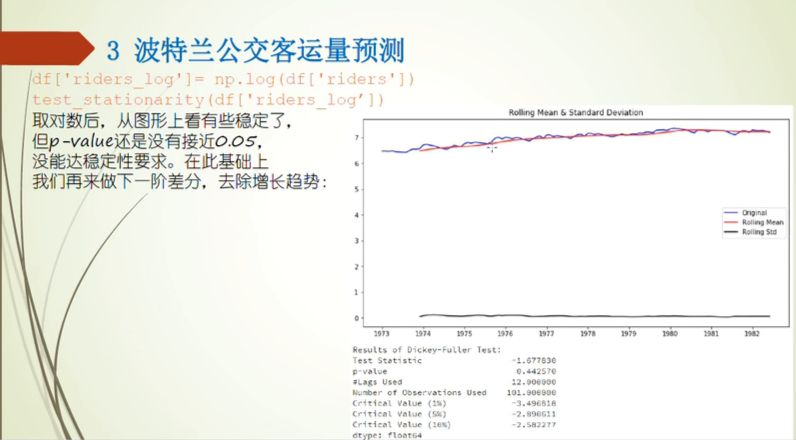 3 波特兰公交客运量预测
df['riders_log']= np.log(df['riders'])
test_stationarity(df['riders_log’])
取对数后，从图形上看有些稳定了，
但p-value还是没有接近0.05，
没能达稳定性要求。在此基础上
我们再来做下一阶差分，去除增长趋势：
Rolling Mean & Standard Deviation
7
6
5
4
3
2
1
0
Original
Rolling Mean
Rolling Std
1973 1974 1975 1976 1977 1978 1979 1980 1981 1982
Results of Dickey-Fuller Test:
Test Statistic -1.677830
p-value 0.442570
#Lags Used 12.000000
Number of Observations Used 101.000000
Critical Value (1%) -3.496818
Critical Value (5%) -2.890611
Critical Value (10%) -2.582277
dtype: float64